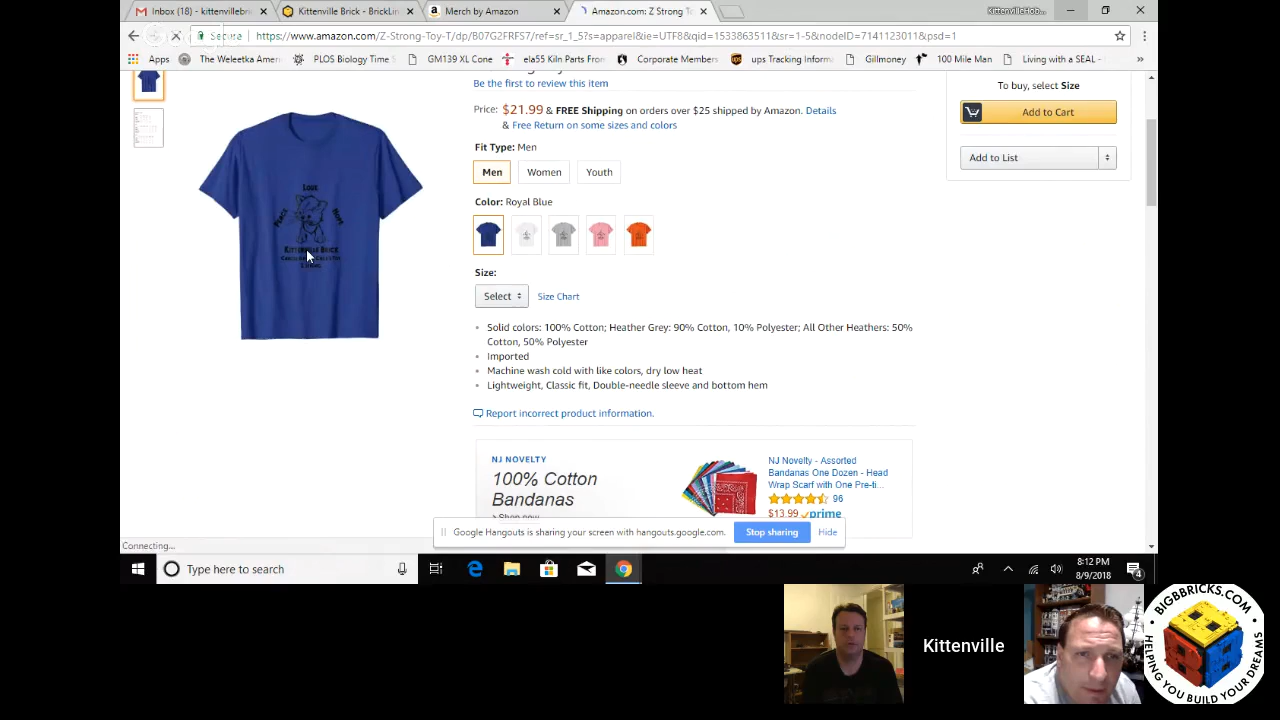 Inbox (18) - kittenvillebri
Kittenville Brick - BrickLin
Merch by Amazon
Amazon.com: Z Strong To
KittenvilleHob...
Secure
https://www.amazon.com/Z-Strong-Toy-T/dp/B07G2FRFS7/ref=sr_1_5?s=apparel&ie=UTF8&qid=1533863511&sr=1-5&nodeID=7141123011&psd=1
Apps
The Weleetka Amer
PLOS Biology Time S
GM139 XL Cone
ela55 Kiln Parts From
Corporate Members
ups Tracking Informa
Gillmoney
100 Mile Man
Living with a SEAL -
»
Be the first to review this item
Price: $21.99 & FREE Shipping on orders over $25 shipped by Amazon. Details
& Free Return on some sizes and colors
Fit Type: Men
Men
Women
Youth
Color: Royal Blue
Size:
Select
Size Chart
Solid colors: 100% Cotton; Heather Grey: 90% Cotton, 10% Polyester; All Other Heathers: 50%
Cotton, 50% Polyester
Imported
Machine wash cold with like colors, dry low heat
Lightweight, Classic fit, Double-needle sleeve and bottom hem
Report incorrect product information.
To buy, select Size
Add to Cart
Add to List
Love
Peace
Hope
Kittenville Brick
NJ NOVELTY
100% Cotton
Bandanas
NJ Novelty - Assorted
Bandanas One Dozen - Head
Wrap Scarf with One Pre-ti...
96
$13.99 prime
Google Hangouts is sharing your screen with hangouts.google.com.
Stop sharing
Hide
Connecting...
Type here to search
8:12 PM
8/9/2018
4
Kittenville
BIGBBRICKS.COM
HELPING YOU BUILD YOUR DREAMS